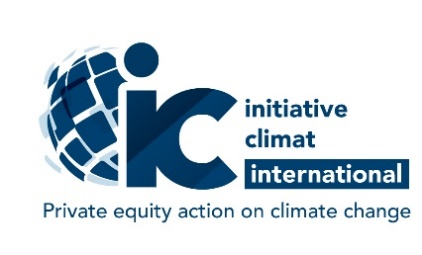 iC
initiative
climat
international
Private equity action on climate change